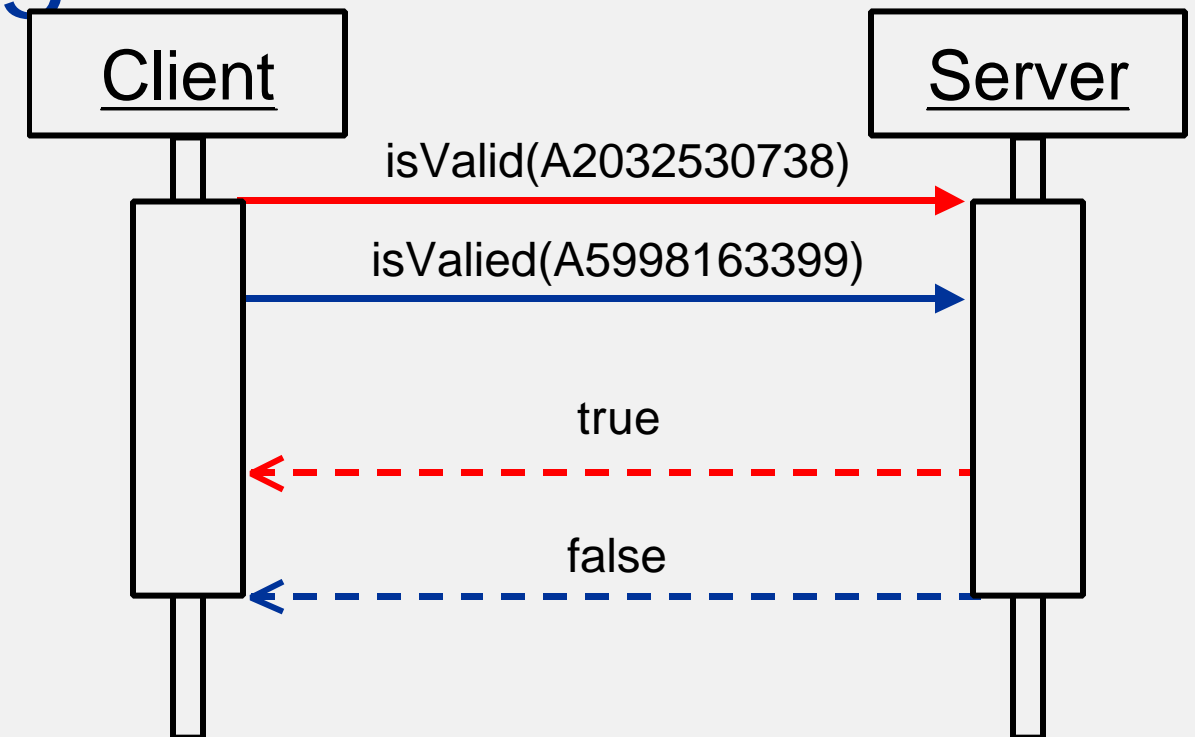 Client
Server
isValid(A2032530738)
isValied(A5998163399)
true
false